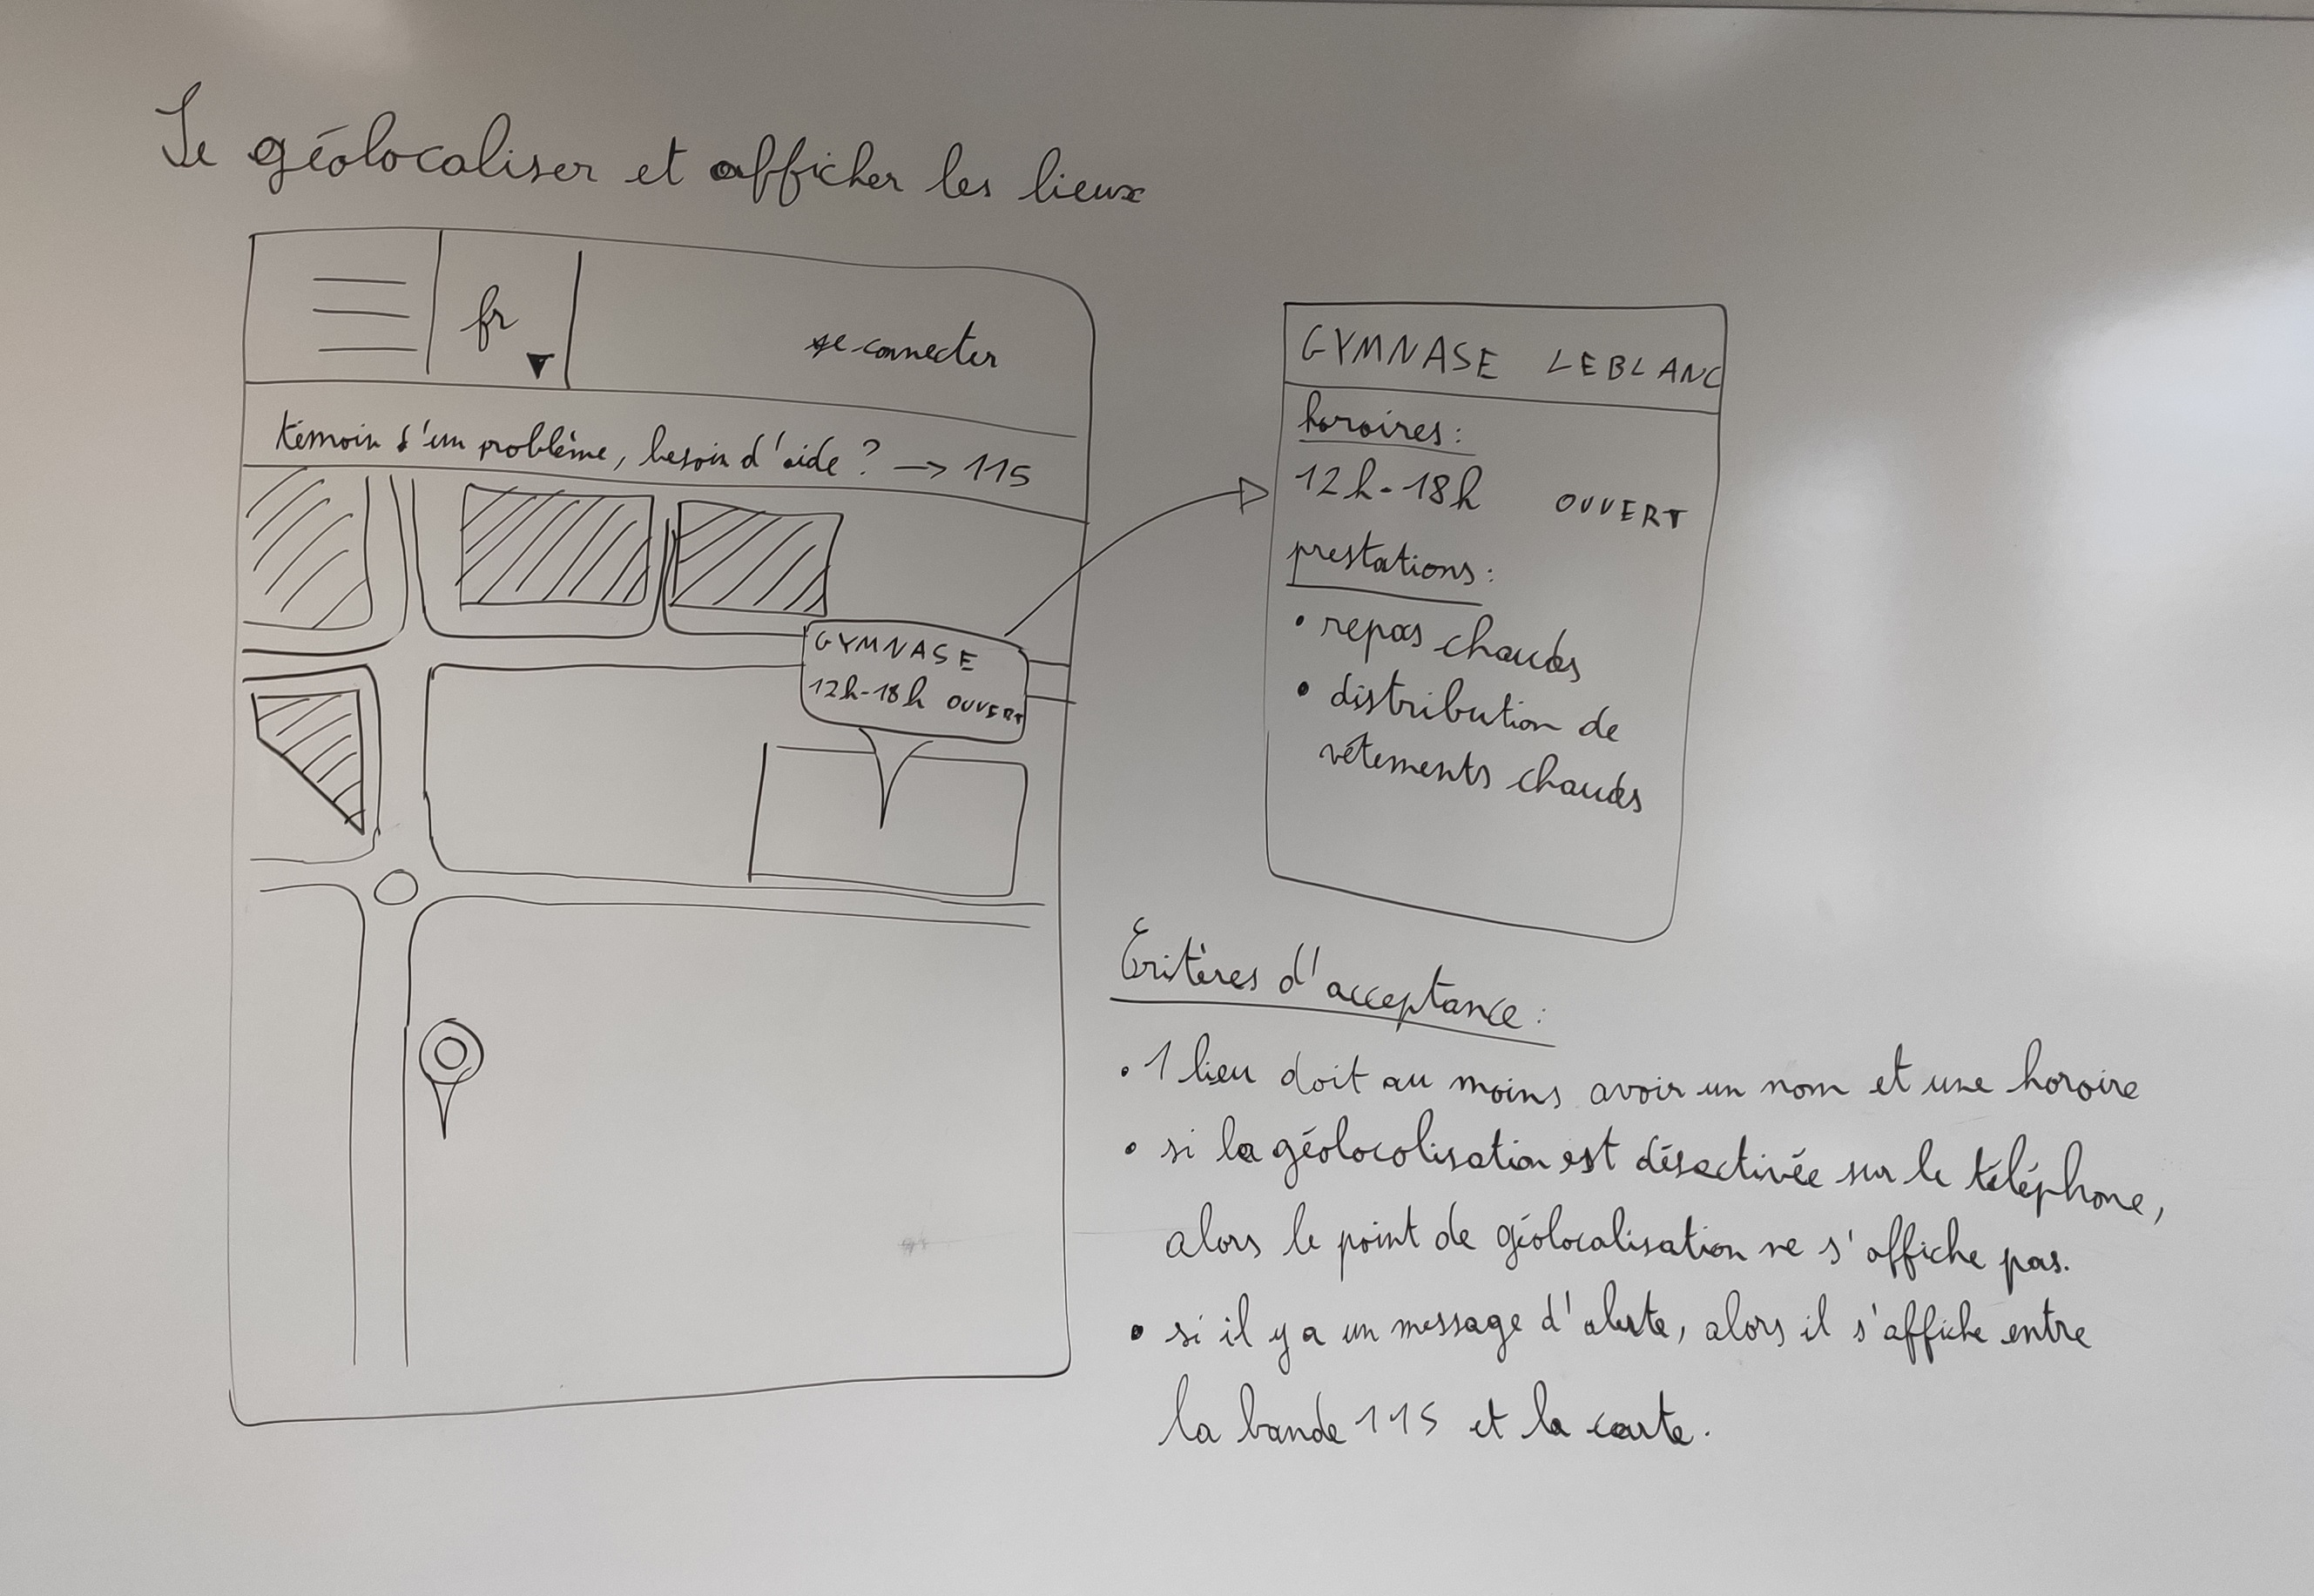 Se géolocaliser et afficher les lieux
fr
se connecter
témoin d'un problème, besoin d'aide ? → 115
GYMNASE
12h-18h OUVERT
GYMNASE LEBLANC
horaires :
12h-18h OUVERT
prestations :
• repas chauds
• distribution de
vêtements chauds
Critères d'acceptance :
• 1 lieu doit au moins avoir un nom et une horaire
• si la géolocalisation est désactivée sur le téléphone,
alors le point de géolocalisation ne s'affiche pas.
• si il y a un message d'alerte, alors il s'affiche entre
la bande 115 et la carte.